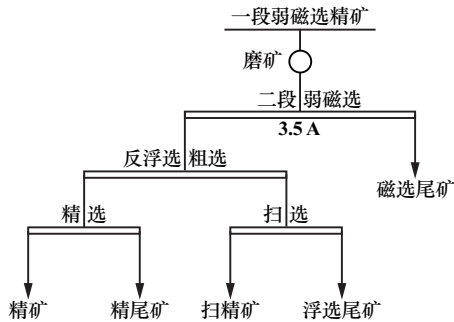 一段弱磁选精矿
磨矿
二段 弱磁选
3.5 A
反浮选 粗选
磁选尾矿
精 选
扫 选
精矿
精尾矿
扫精矿
浮选尾矿